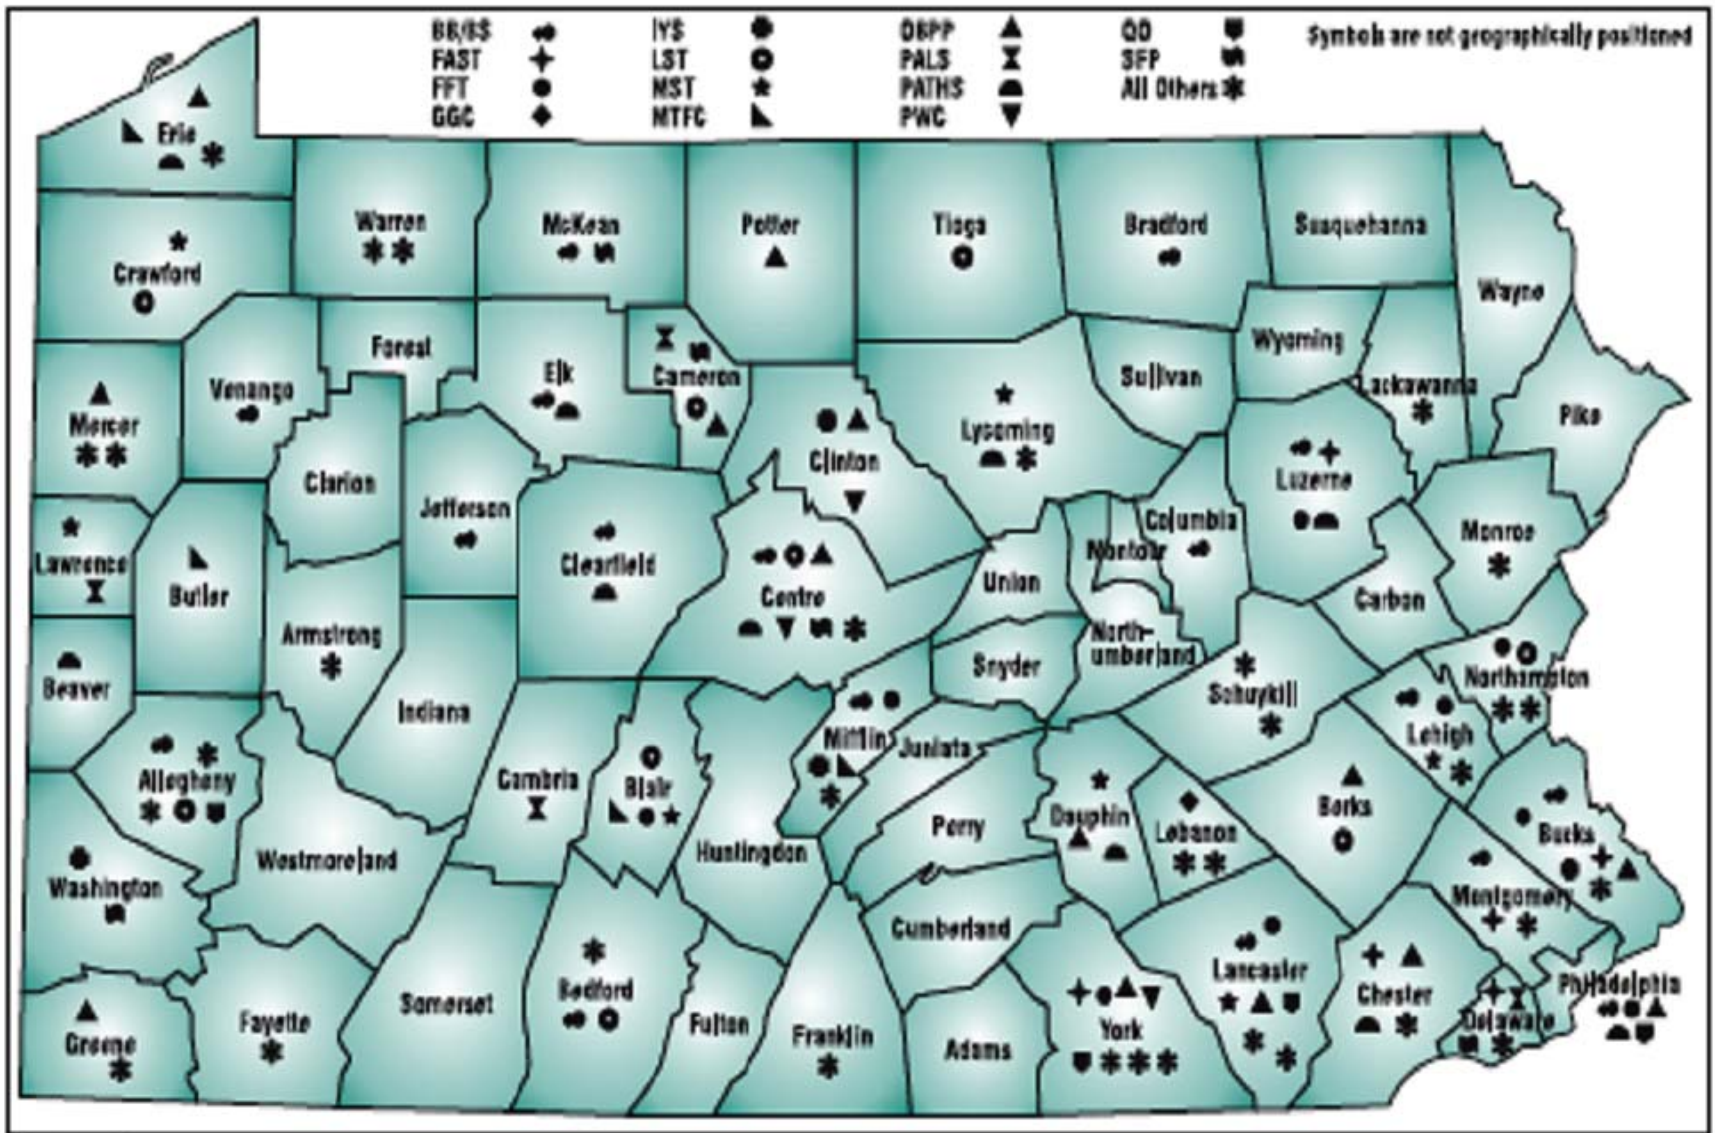 BB/BS IYS OBPP QO Symbols are not geographically positioned
FAST LST PALS SFP
FFT MST PATHS All Others
GGC MTFC PWC
Erie
Warren McKean Potter Tioga Bradford Susquehanna
Crawford
Wayne
Forest Elk Cameron Sullivan Wyoming Lackawanna
Venango
Mercer Clarion Clinton Lycoming Luzerne Pike
Jefferson Columbia Monroe
Lawrence Butler Clearfield Centre Union Montour Carbon
Armstrong North-
umberland
Beaver Indiana Snyder Schuylkill Northampton
Mifflin Juniata Lehigh
Allegheny Cambria Blair
Huntingdon Perry Dauphin Lebanon Berks Bucks
Westmoreland
Washington Cumberland Montgomery
Somerset Bedford Lancaster Chester Philadelphia
Greene Fayette Fulton Franklin Adams York Delaware